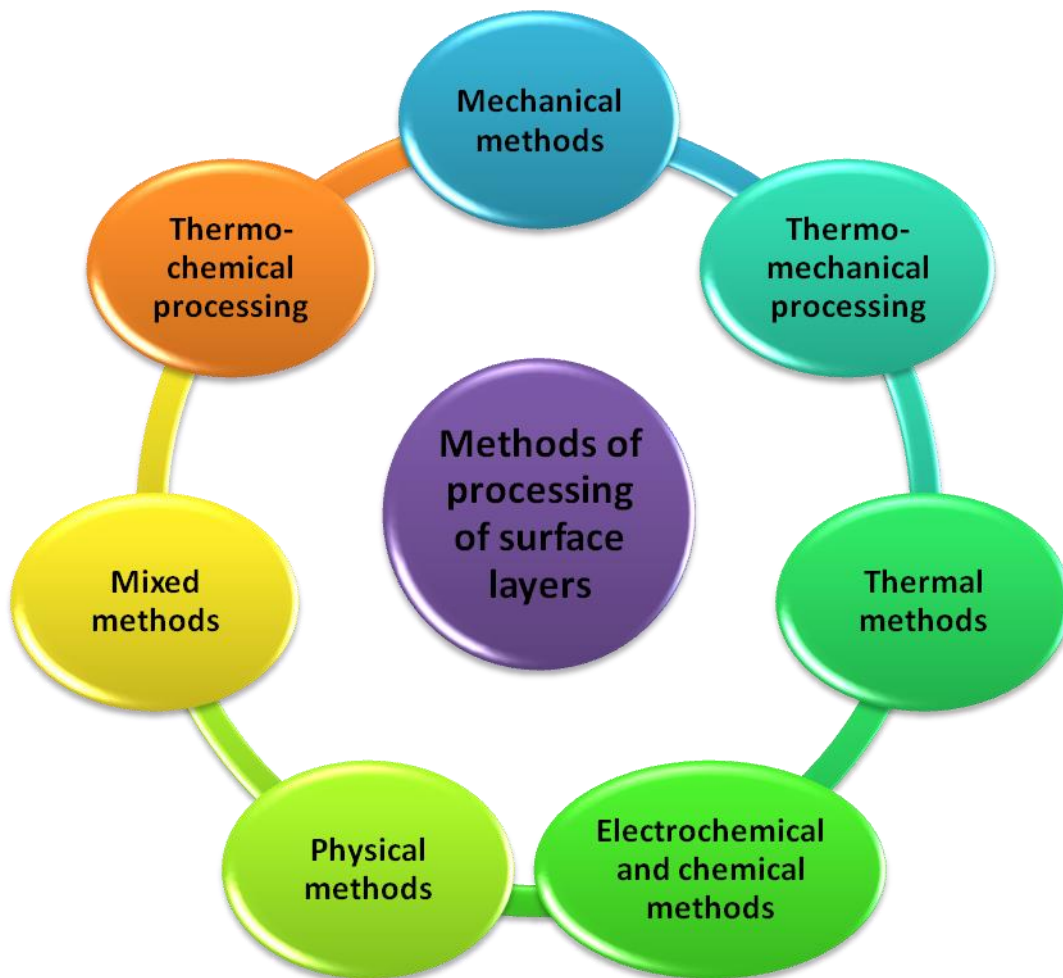 Mechanical
methods
Thermo-
mechanical
processing
Thermal
methods
Electrochemical
and chemical
methods
Physical
methods
Mixed
methods
Thermo-
chemical
processing
Methods of
processing
of surface
layers